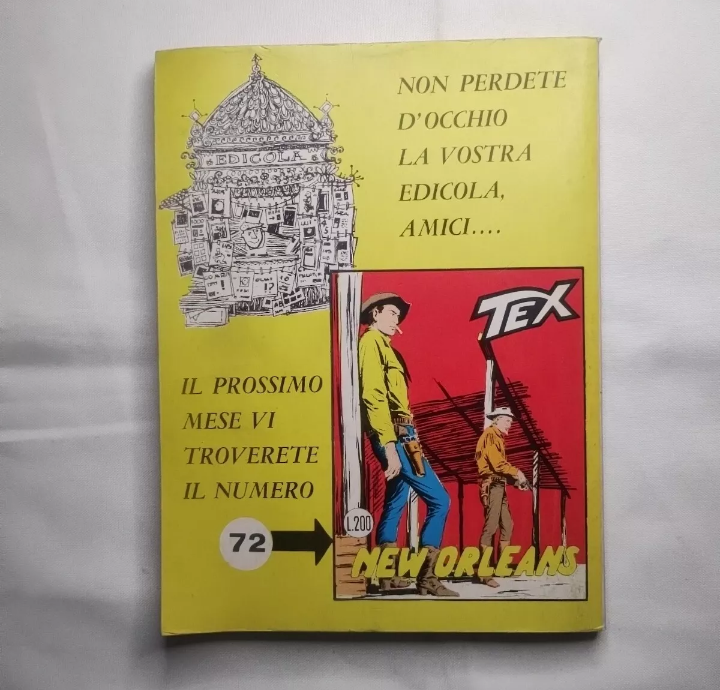 NON PERDETE
D'OCCHIO
LA VOSTRA
EDICOLA,
AMICI....
EDICOLA
TEX
IL PROSSIMO
MESE VI
TROVERETE
IL NUMERO
72
L.200
NEW ORLEANS